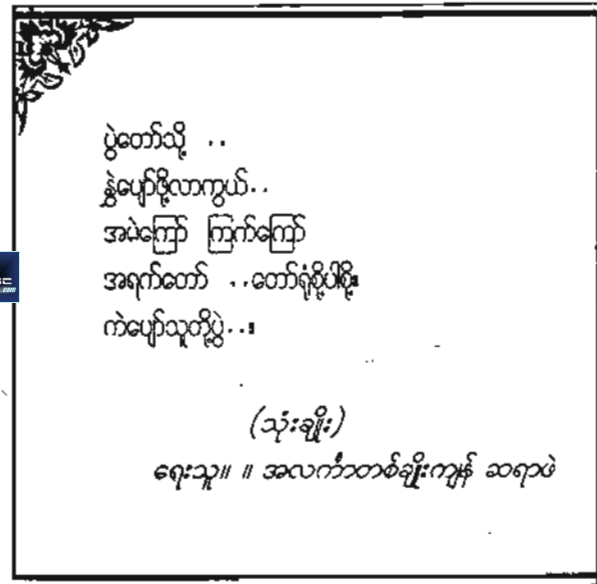 ပွဲတော်သို့ ..
နွှဲပျော်ဖို့လာကွယ်..
အမဲကြော် ကြက်ကြော်
အရက်တော် ..တော်ရုံစို့ပါစို့။
ကဲပျော်သူတို့ပွဲ..။
(သုံးချိုး)
ရေးသူ။ ။ အလင်္ကာတစ်ချိုးကျန် ဆရာဖဲ